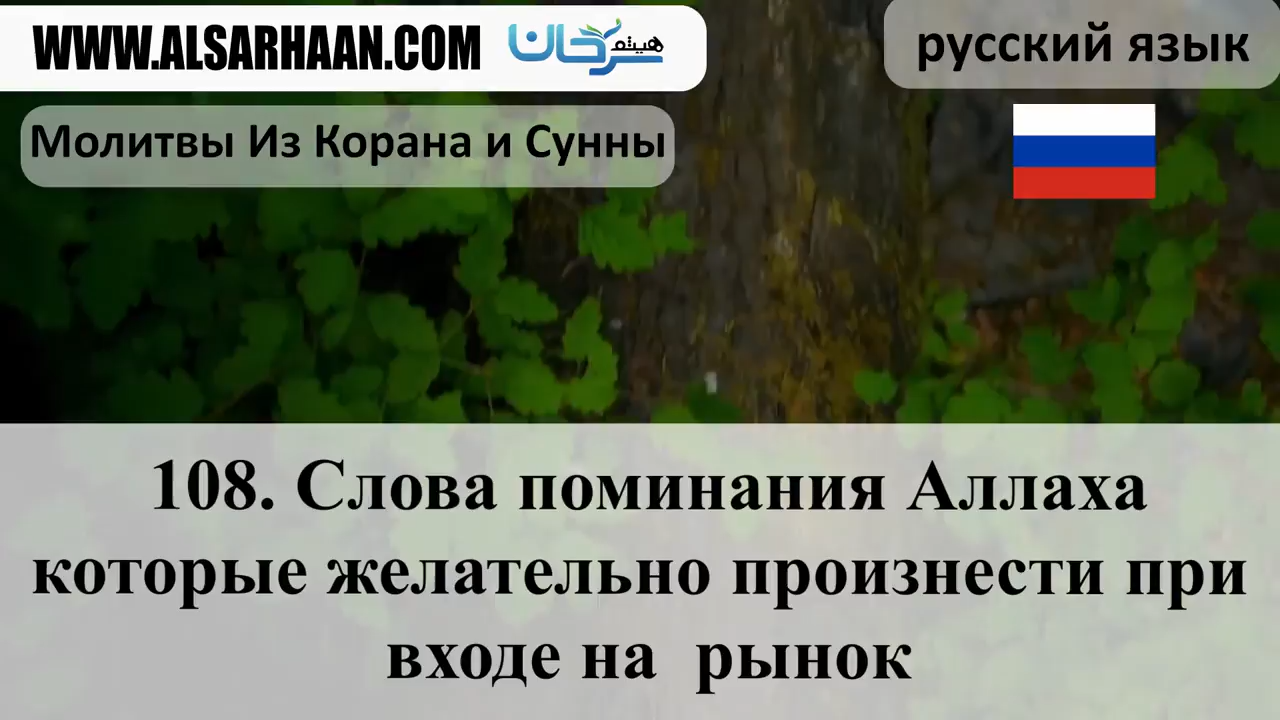 WWW.ALSARHAAN.COM
هيثم سرحان
русский язык
Молитвы Из Корана и Сунны
108. Слова поминания Аллаха
которые желательно произнести при
входе на рынок